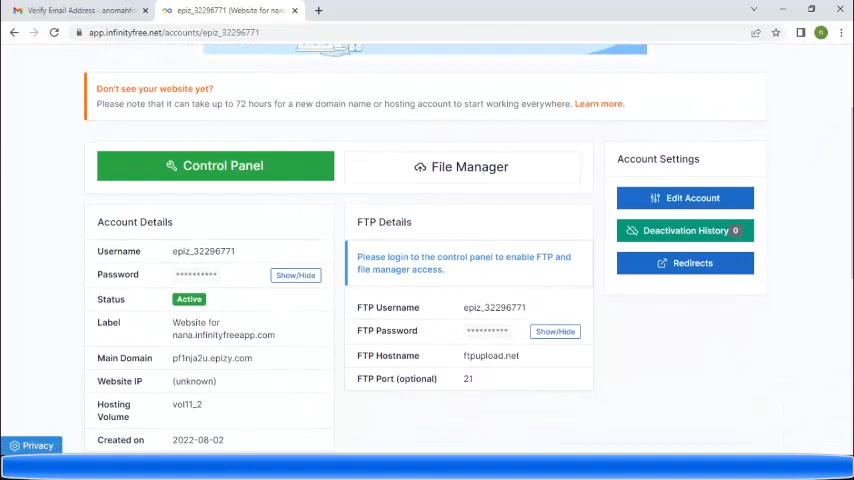 Verify Email Address - anomahf
epiz_32296771 (Website for nana
app.infinityfree.net/accounts/epiz_32296771
n
Don't see your website yet?
Please note that it can take up to 72 hours for a new domain name or hosting account to start working everywhere. Learn more.
Control Panel
File Manager
Account Details
Username epiz_32296771
Password ********** Show/Hide
Status Active
Label Website for
nana.infinityfreeapp.com
Main Domain pf1nja2u.epizy.com
Website IP (unknown)
Hosting vol11_2
Volume
Created on 2022-08-02
FTP Details
Please login to the control panel to enable FTP and
file manager access.
FTP Username epiz_32296771
FTP Password ********** Show/Hide
FTP Hostname ftpupload.net
FTP Port (optional) 21
Account Settings
Edit Account
Deactivation History 0
Redirects
Privacy